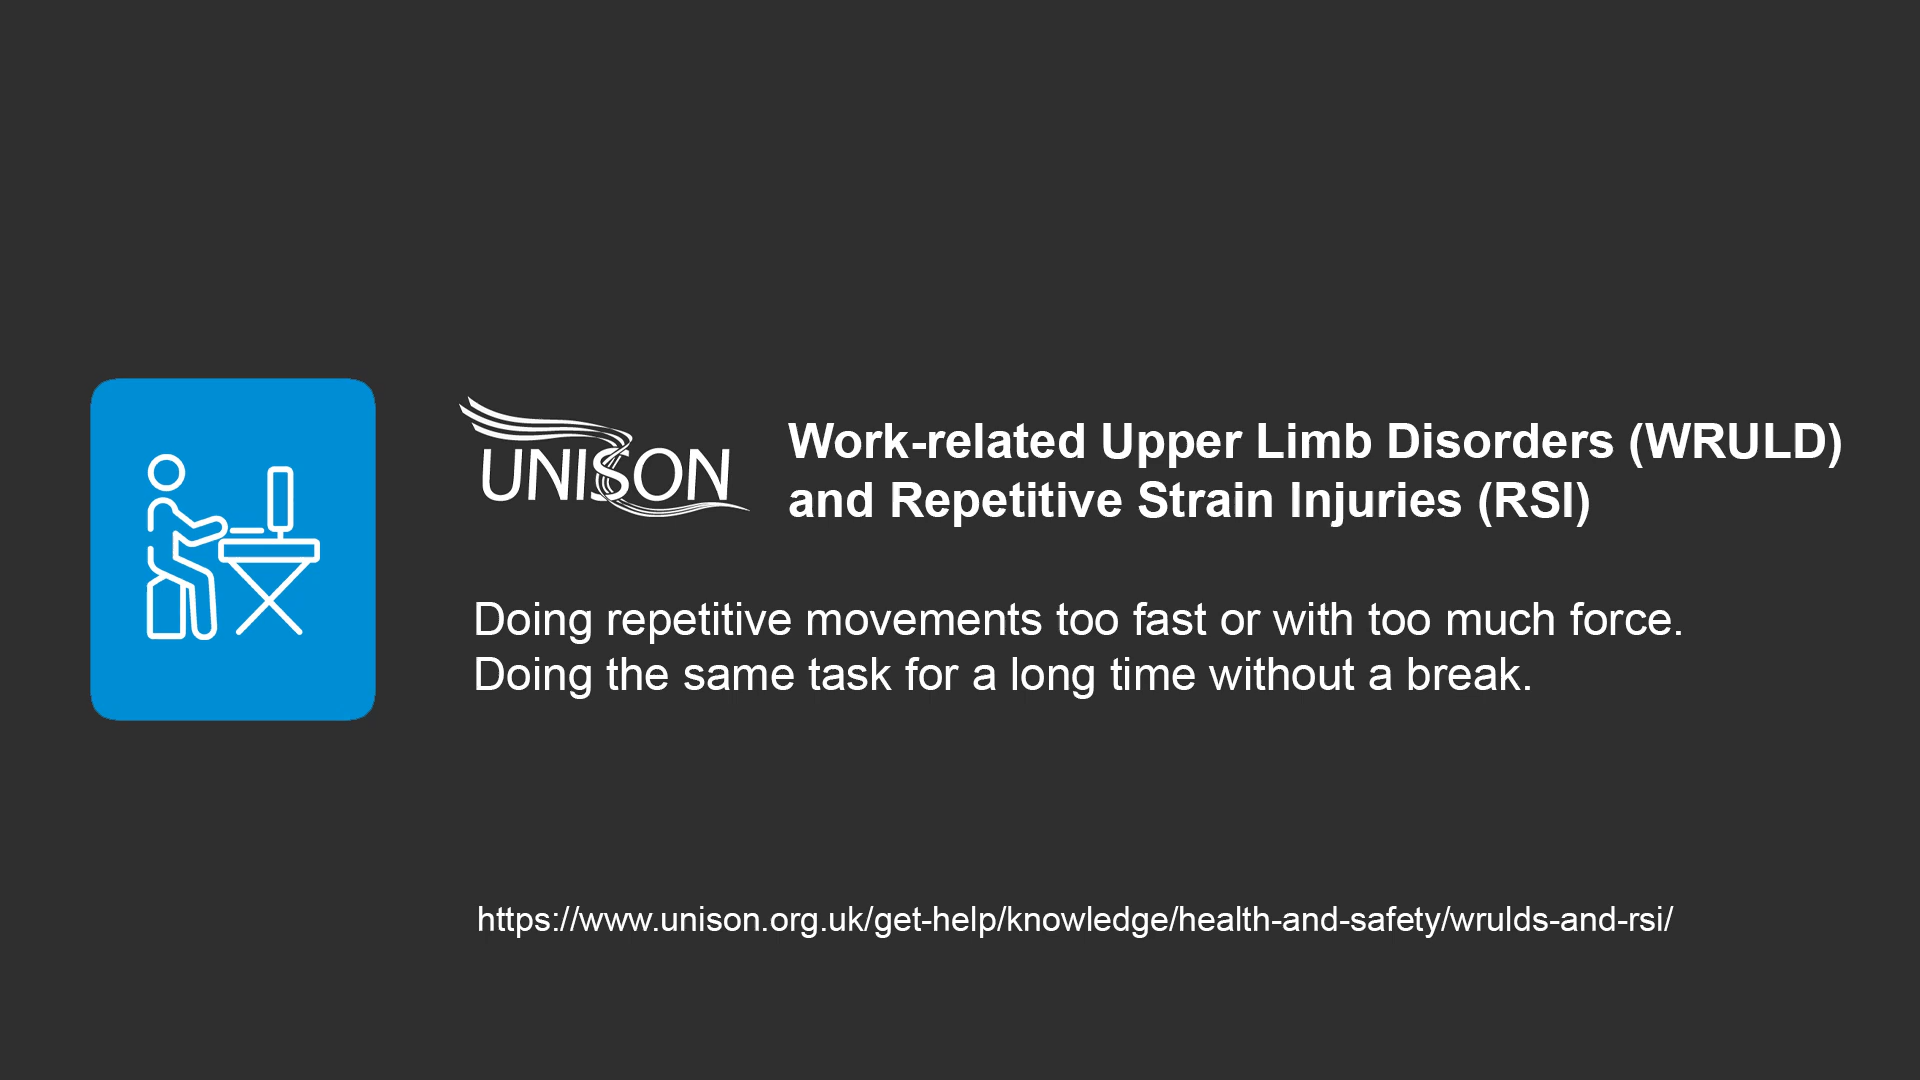 UNISON
Work-related Upper Limb Disorders (WRULD)
and Repetitive Strain Injuries (RSI)
Doing repetitive movements too fast or with too much force.
Doing the same task for a long time without a break.
https://www.unison.org.uk/get-help/knowledge/health-and-safety/wrulds-and-rsi/